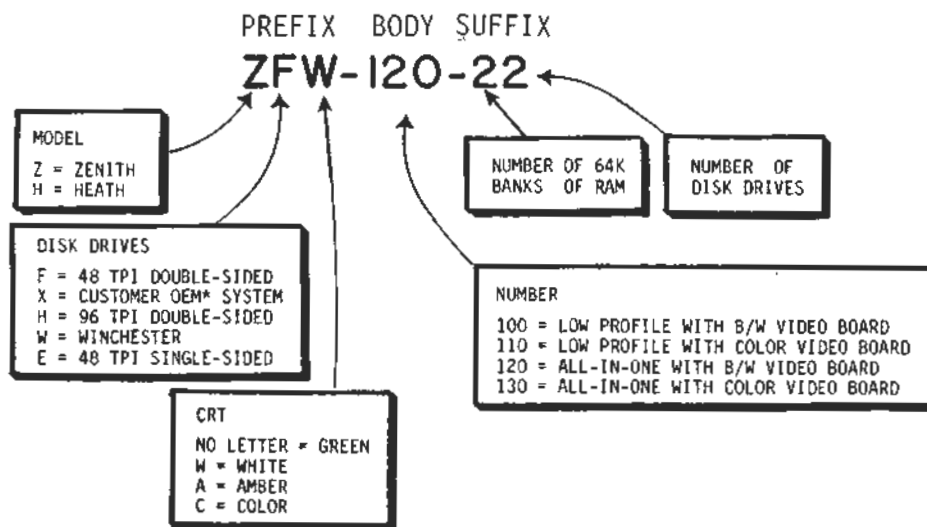 PREFIX BODY SUFFIX
ZFW-120-22
MODEL
Z = ZENITH
H = HEATH
NUMBER OF 64K
BANKS OF RAM
NUMBER OF
DISK DRIVES
DISK DRIVES
F = 48 TPI DOUBLE-SIDED
X = CUSTOMER OEM* SYSTEM
H = 96 TPI DOUBLE-SIDED
W = WINCHESTER
E = 48 TPI SINGLE-SIDED
NUMBER
100 = LOW PROFILE WITH B/W VIDEO BOARD
110 = LOW PROFILE WITH COLOR VIDEO BOARD
120 = ALL-IN-ONE WITH B/W VIDEO BOARD
130 = ALL-IN-ONE WITH COLOR VIDEO BOARD
CRT
NO LETTER = GREEN
W = WHITE
A = AMBER
C = COLOR